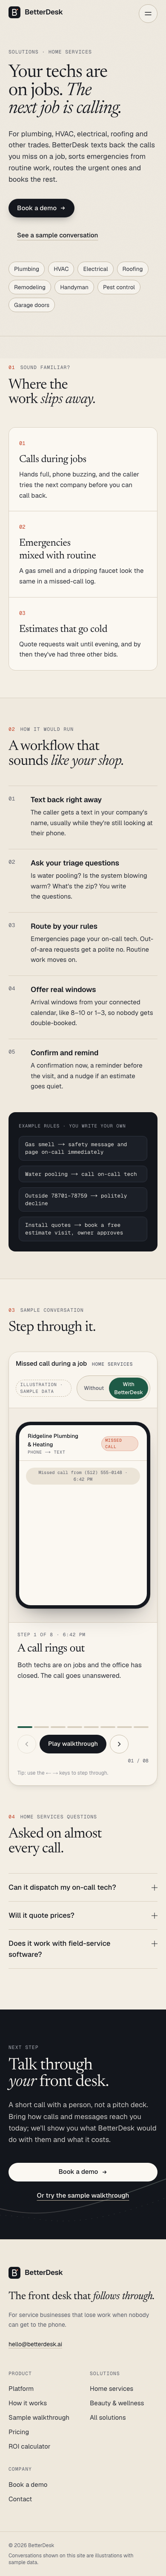 BetterDesk
SOLUTIONS · HOME SERVICES
Your techs are
on jobs. The
next job is calling.
For plumbing, HVAC, electrical, roofing and
other trades. BetterDesk texts back the calls
you miss on a job, sorts emergencies from
routine work, routes the urgent ones and
books the rest.
Book a demo →
See a sample conversation
Plumbing
HVAC
Electrical
Roofing
Remodeling
Handyman
Pest control
Garage doors
01 SOUND FAMILIAR?
Where the
work slips away.
01
Calls during jobs
Hands full, phone buzzing, and the caller
tries the next company before you can
call back.
02
Emergencies
mixed with routine
A gas smell and a dripping faucet look the
same in a missed-call log.
03
Estimates that go cold
Quote requests wait until evening, and by
then they've had three other bids.
02 HOW IT WOULD RUN
A workflow that
sounds like your shop.
01
Text back right away
The caller gets a text in your company's
name, usually while they're still looking at
their phone.
02
Ask your triage questions
Is water pooling? Is the system blowing
warm? What's the zip? You write
the questions.
03
Route by your rules
Emergencies page your on-call tech. Out-
of-area requests get a polite no. Routine
work moves on.
04
Offer real windows
Arrival windows from your connected
calendar, like 8–10 or 1–3, so nobody gets
double-booked.
05
Confirm and remind
A confirmation now, a reminder before
the visit, and a nudge if an estimate
goes quiet.
EXAMPLE RULES · YOU WRITE YOUR OWN
Gas smell → safety message and
page on-call immediately
Water pooling → call on-call tech
Outside 78701–78759 → politely
decline
Install quotes → book a free
estimate visit, owner approves
03 SAMPLE CONVERSATION
Step through it.
Missed call during a job HOME SERVICES
ILLUSTRATION ·
SAMPLE DATA
Without
With
BetterDesk
Ridgeline Plumbing
& Heating
PHONE → TEXT
MISSED
CALL
Missed call from (512) 555-0148 ·
6:42 PM
STEP 1 OF 8 · 6:42 PM
A call rings out
Both techs are on jobs and the office has
closed. The call goes unanswered.
Play walkthrough
01 / 08
Tip: use the ← → keys to step through.
04 HOME SERVICES QUESTIONS
Asked on almost
every call.
Can it dispatch my on-call tech?
Will it quote prices?
Does it work with field-service
software?
NEXT STEP
Talk through
your front desk.
A short call with a person, not a pitch deck.
Bring how calls and messages reach you
today; we'll show you what BetterDesk would
do with them and what it costs.
Book a demo →
Or try the sample walkthrough
BetterDesk
The front desk that follows through.
For service businesses that lose work when nobody
can get to the phone.
hello@betterdesk.ai
PRODUCT
Platform
How it works
Sample walkthrough
Pricing
ROI calculator
SOLUTIONS
Home services
Beauty & wellness
All solutions
COMPANY
Book a demo
Contact
© 2026 BetterDesk
Conversations shown on this site are illustrations with
sample data.